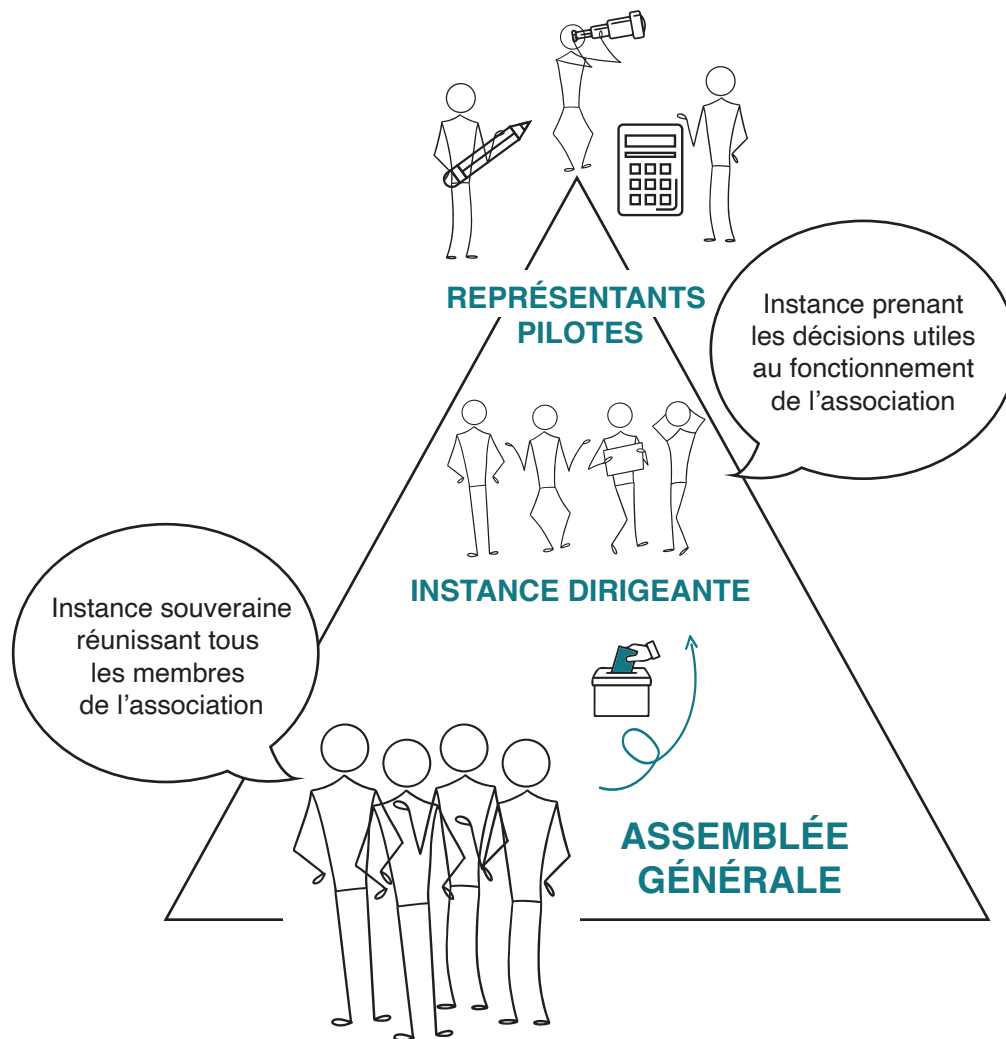 REPRÉSENTANTS
PILOTES
Instance prenant
les décisions utiles
au fonctionnement
de l’association
INSTANCE DIRIGEANTE
Instance souveraine
réunissant tous
les membres
de l’association
ASSEMBLÉE
GÉNÉRALE